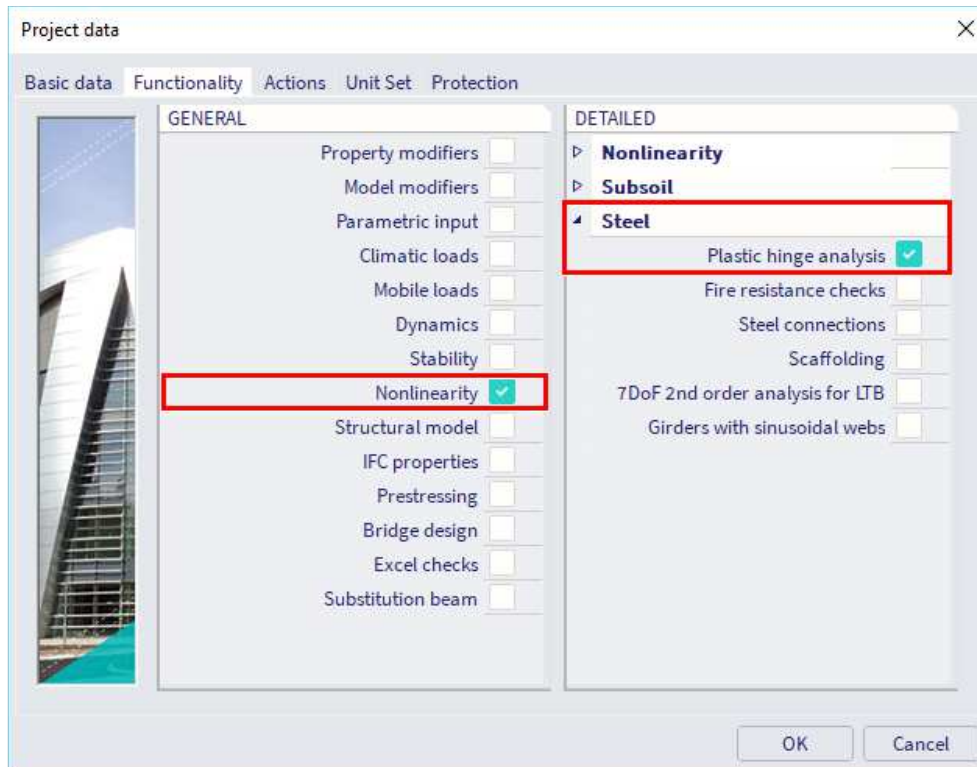 Project data
Basic data Functionality Actions Unit Set Protection
GENERAL
Property modifiers
Model modifiers
Parametric input
Climatic loads
Mobile loads
Dynamics
Stability
Nonlinearity
Structural model
IFC properties
Prestressing
Bridge design
Excel checks
Substitution beam
DETAILED
Nonlinearity
Subsoil
Steel
Plastic hinge analysis
Fire resistance checks
Steel connections
Scaffolding
7DoF 2nd order analysis for LTB
Girders with sinusoidal webs
OK Cancel